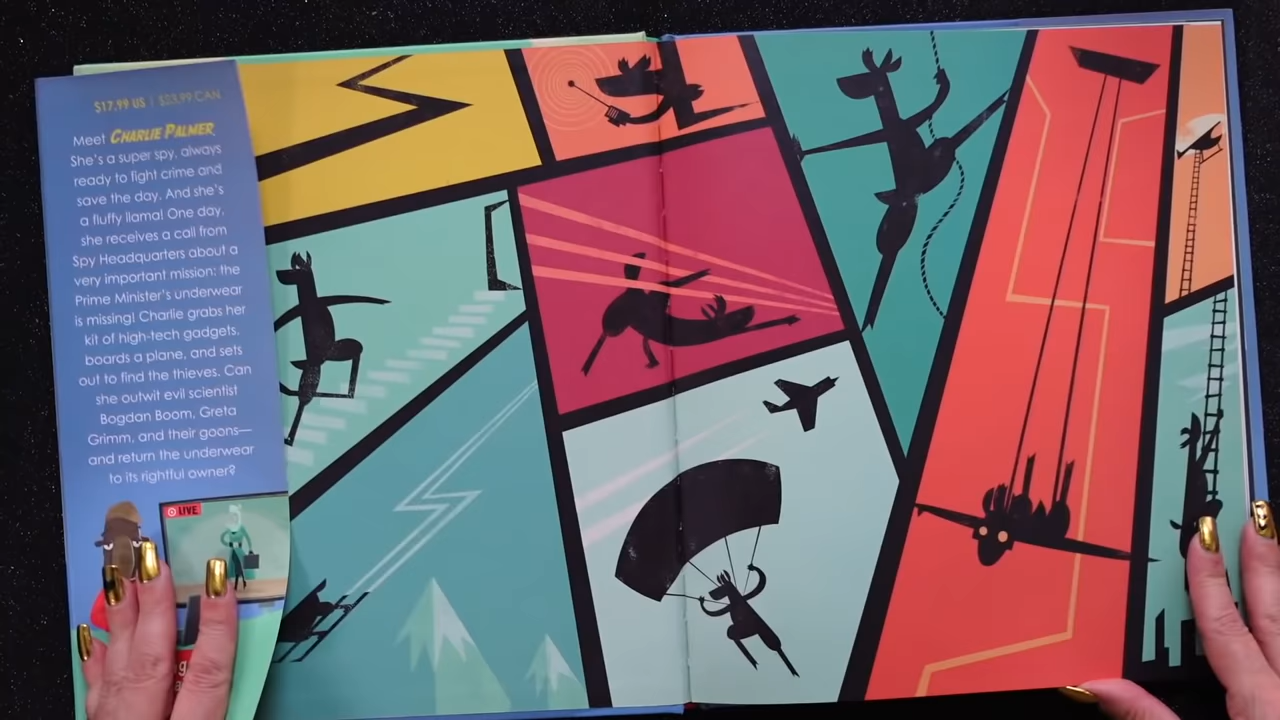 $17.99 US | $23.99 CAN
Meet CHARLIE PALMER.
She's a super spy, always
ready to fight crime and
save the day. And she's
a fluffy llama! One day,
she receives a call from
Spy Headquarters about a
very important mission: the
Prime Minister's underwear
is missing! Charlie grabs her
kit of high-tech gadgets,
boards a plane, and sets
out to find the thieves. Can
she outwit evil scientist
Bogdan Boom, Greta
Grimm, and their goons—
and return the underwear
to its rightful owner?
LIVE